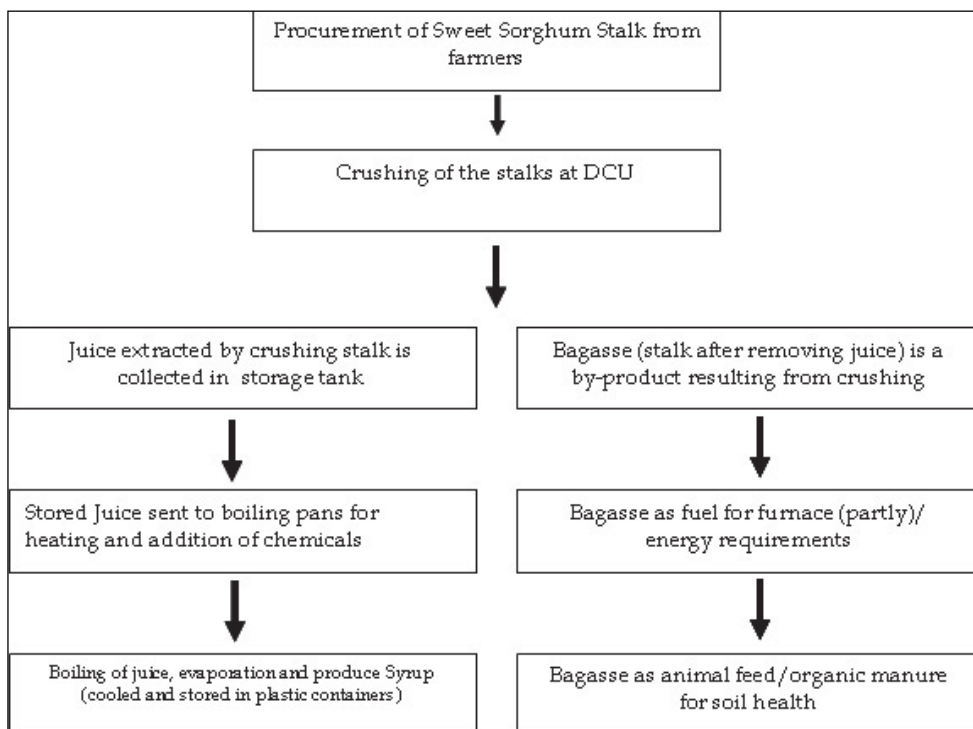 Procurement of Sweet Sorghum Stalk from
farmers
Crushing of the stalks at DCU
Juice extracted by crushing stalk is
collected in storage tank
Bagasse (stalk after removing juice) is a
by-product resulting from crushing
Stored Juice sent to boiling pans for
heating and addition of chemicals
Bagasse as fuel for furnace (partly)/
energy requirements
Boiling of juice, evaporation and produce Syrup
(cooled and stored in plastic containers)
Bagasse as animal feed/organic manure
for soil health